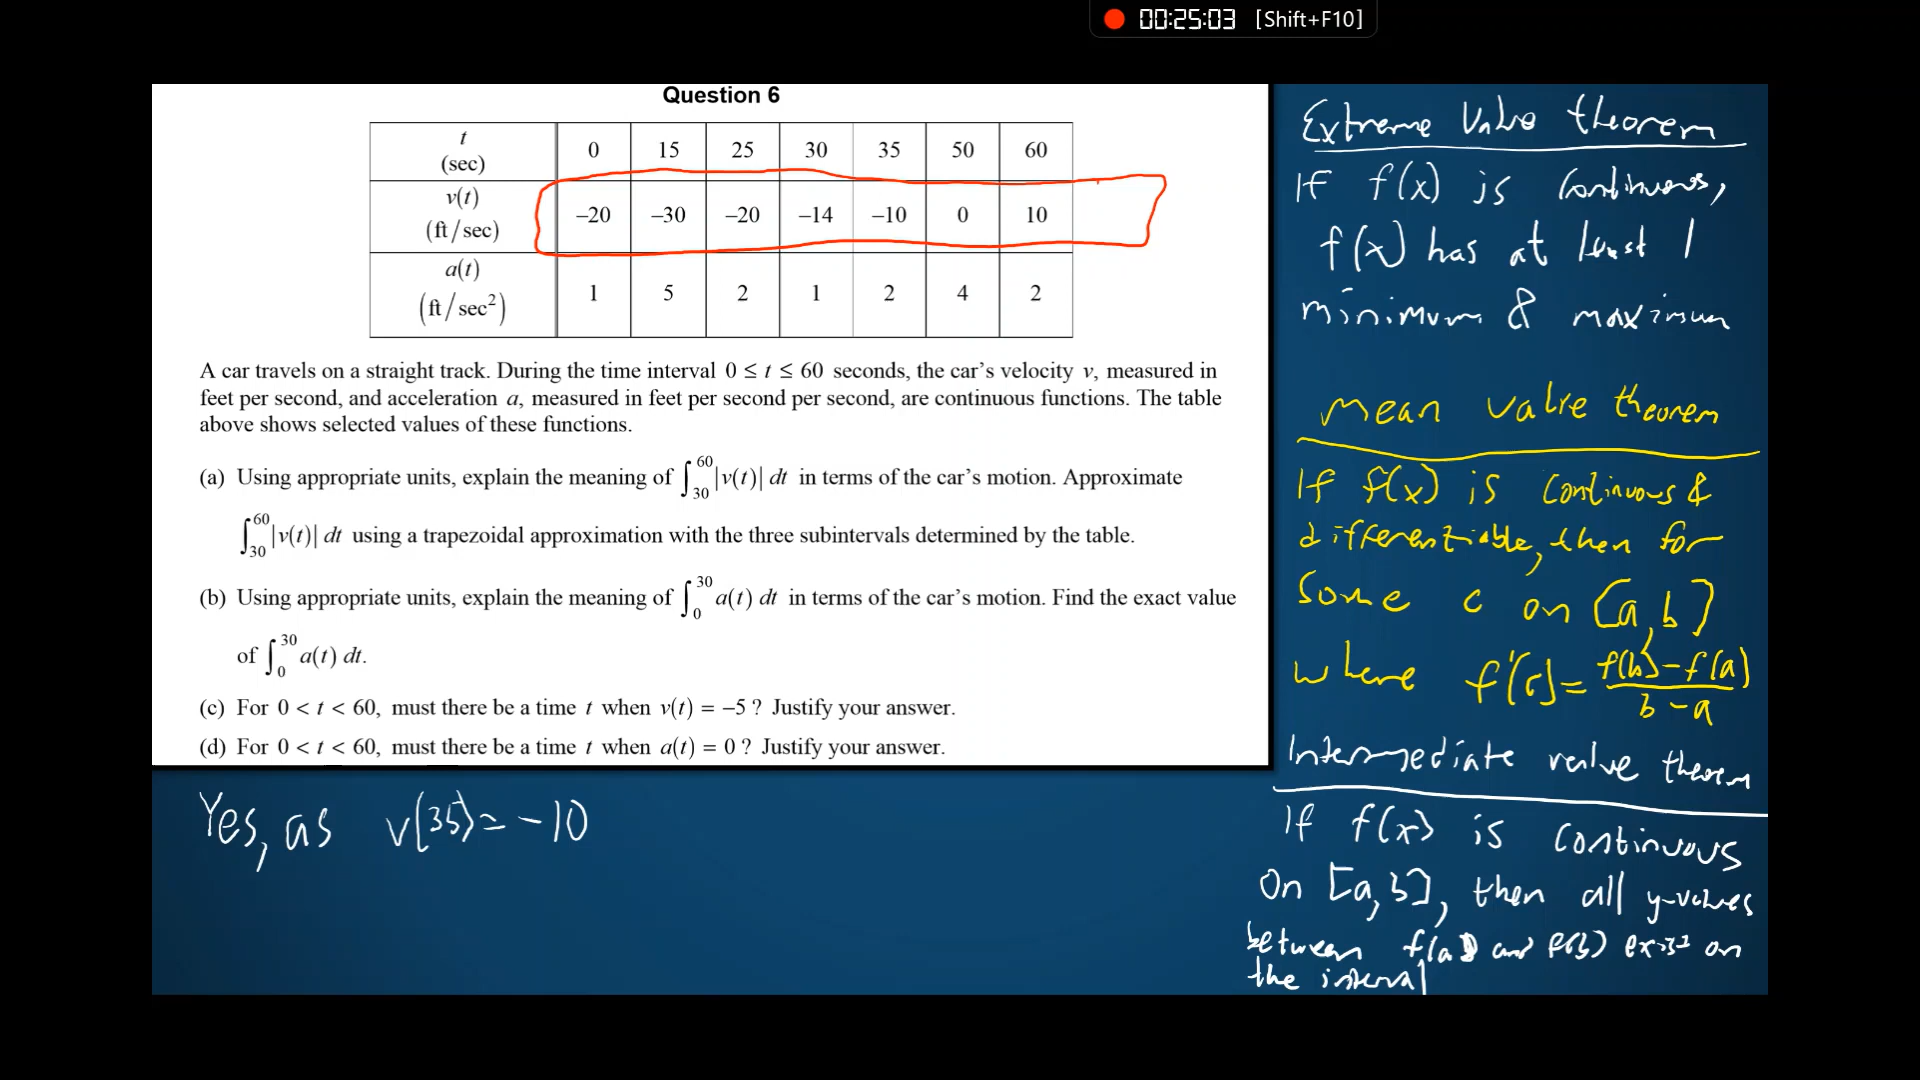 00:25:03 [Shift+F10]
Question 6
t (sec) 0 15 25 30 35 50 60
v(t) (ft/sec) –20 –30 –20 –14 –10 0 10
a(t) (ft/sec²) 1 5 2 1 2 4 2
A car travels on a straight track. During the time interval 0 ≤ t ≤ 60 seconds, the car’s velocity v, measured in
feet per second, and acceleration a, measured in feet per second per second, are continuous functions. The table
above shows selected values of these functions.
(a) Using appropriate units, explain the meaning of ∫₃₀⁶⁰ |v(t)| dt in terms of the car’s motion. Approximate
∫₃₀⁶⁰ |v(t)| dt using a trapezoidal approximation with the three subintervals determined by the table.
(b) Using appropriate units, explain the meaning of ∫₀³⁰ a(t) dt in terms of the car’s motion. Find the exact value
of ∫₀³⁰ a(t) dt.
(c) For 0 < t < 60, must there be a time t when v(t) = –5 ? Justify your answer.
(d) For 0 < t < 60, must there be a time t when a(t) = 0 ? Justify your answer.
Yes, as v(35) = -10
Extreme Value theorem
If f(x) is continuous,
f(x) has at least 1
minimum & maximum
Mean value theorem
If f(x) is continuous &
differentiable, then for
some c on [a,b]
where f'(c) = f(b)-f(a) / b-a
Intermediate value theorem
If f(x) is continuous
On [a,b], then all y-values
between f(a) and f(b) exist on
the interval